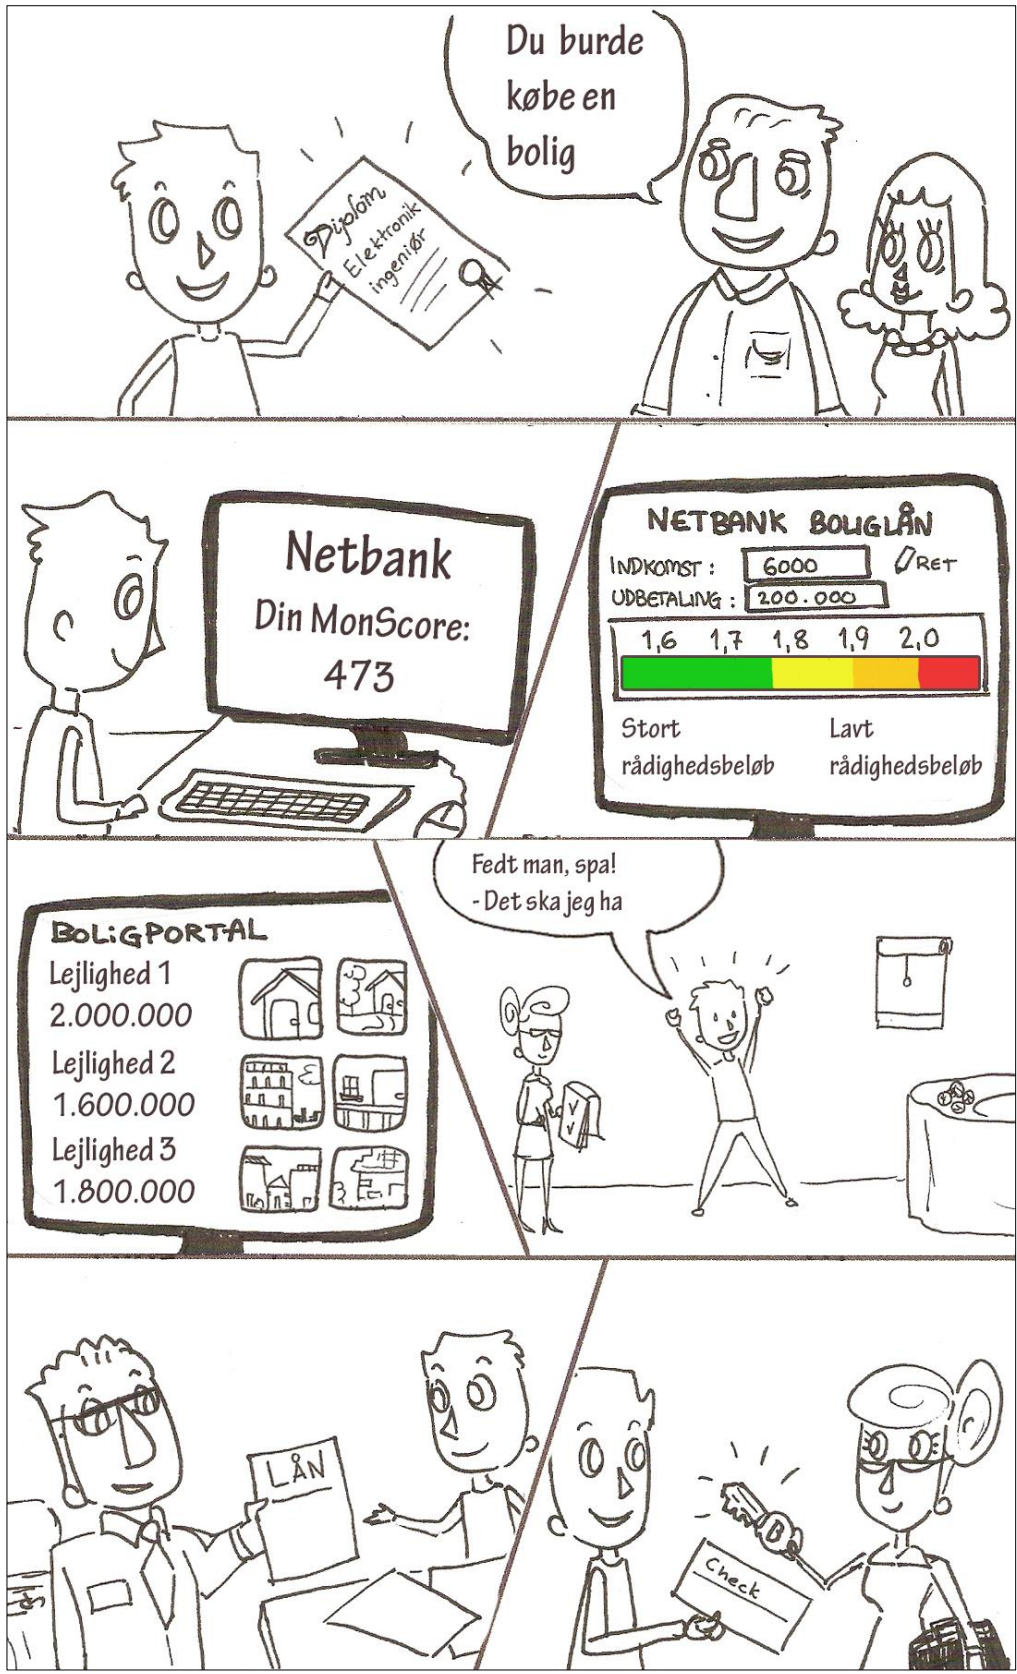 Du burde
købe en
bolig
Diplom
Elektronik
ingeniør
Netbank
Din MonScore:
473
NETBANK BOLIGLÅN
INDKOMST: 6000 RET
UDBETALING: 200.000
1,6 1,7 1,8 1,9 2,0
Stort Lavt
rådighedsbeløb rådighedsbeløb
BOLIGPORTAL
Lejlighed 1
2.000.000
Lejlighed 2
1.600.000
Lejlighed 3
1.800.000
Fedt man, spa!
- Det ska jeg ha
LÅN
B
Check